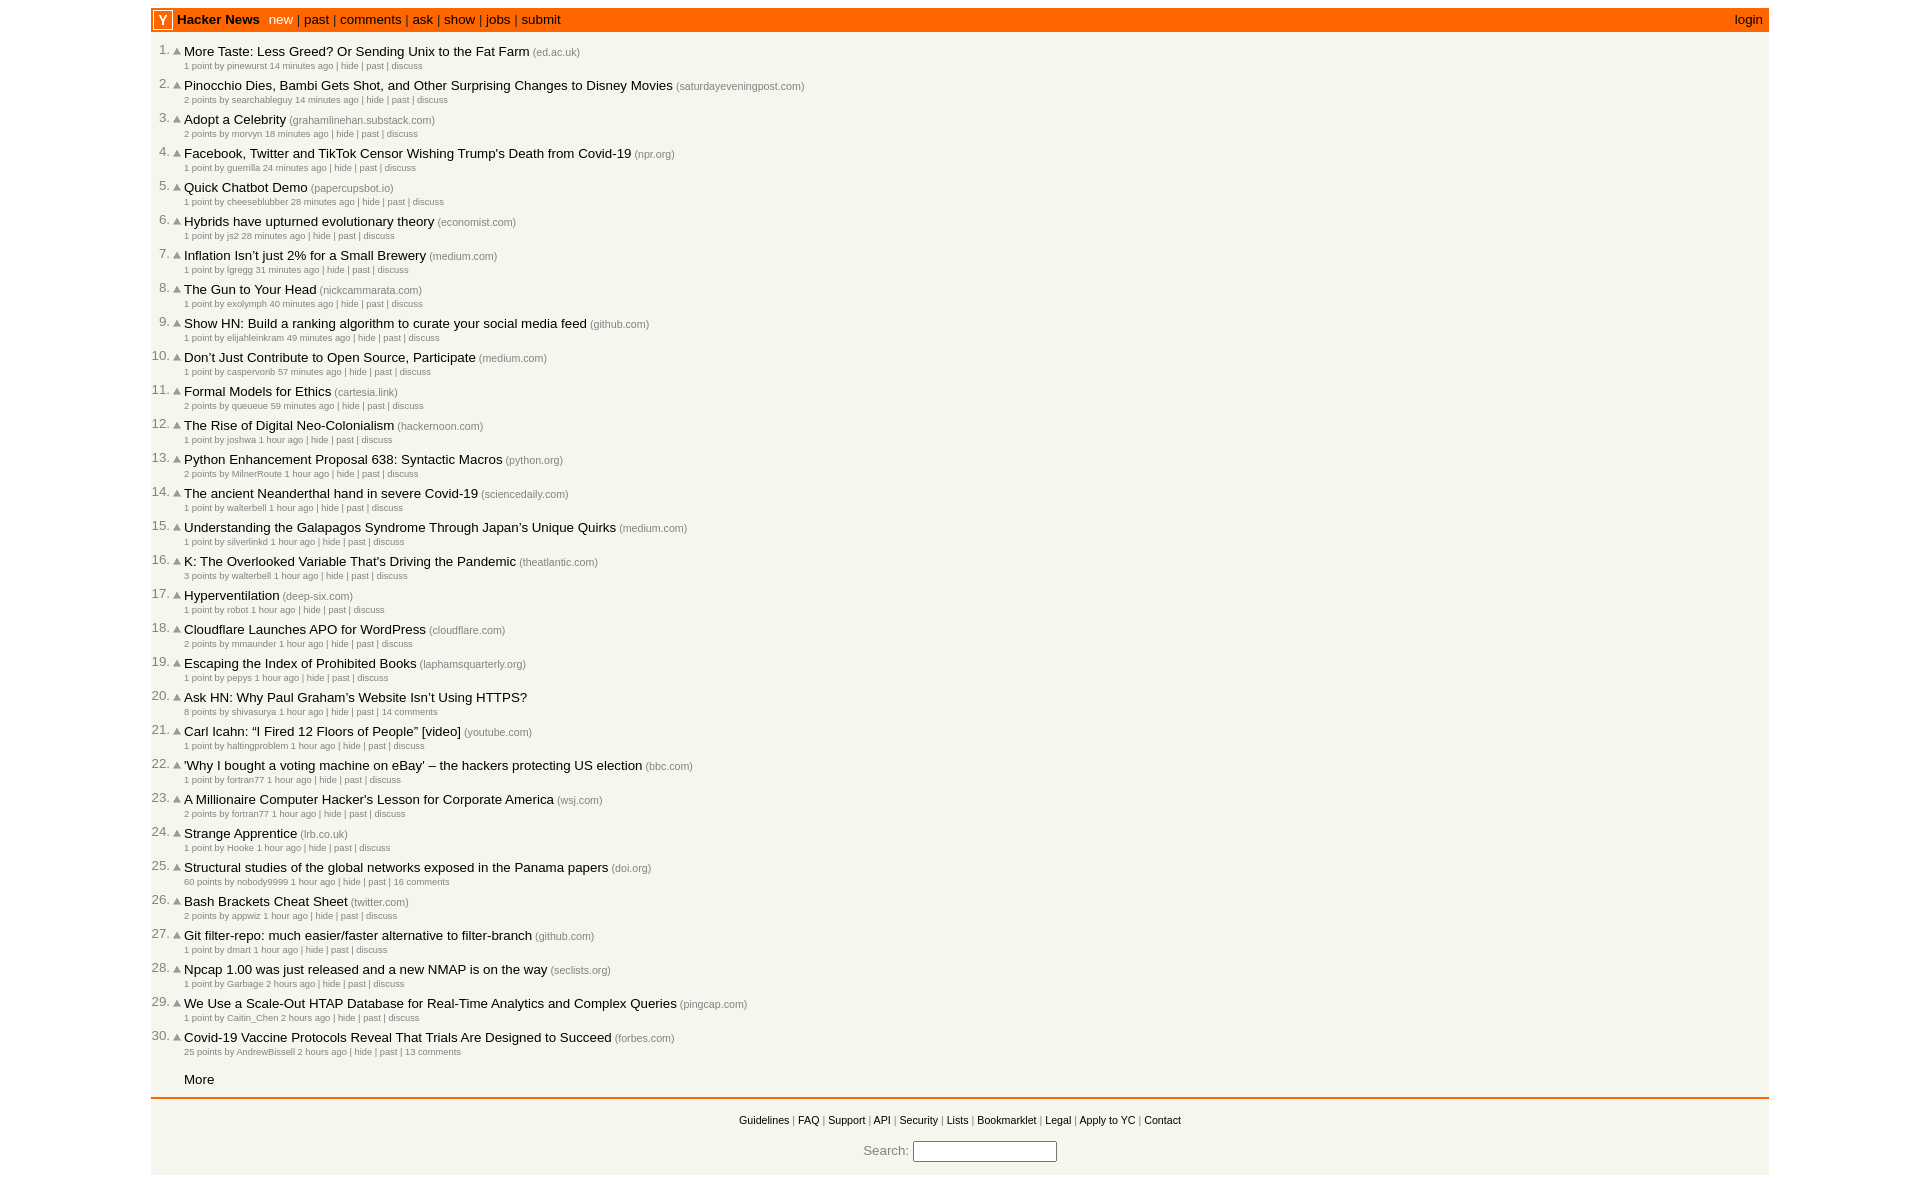 Y Hacker News new | past | comments | ask | show | jobs | submit login
1. More Taste: Less Greed? Or Sending Unix to the Fat Farm (ed.ac.uk)
1 point by pinewurst 14 minutes ago | hide | past | discuss
2. Pinocchio Dies, Bambi Gets Shot, and Other Surprising Changes to Disney Movies (saturdayeveningpost.com)
2 points by searchableguy 14 minutes ago | hide | past | discuss
3. Adopt a Celebrity (grahamlinehan.substack.com)
2 points by morvyn 18 minutes ago | hide | past | discuss
4. Facebook, Twitter and TikTok Censor Wishing Trump's Death from Covid-19 (npr.org)
1 point by guerrilla 24 minutes ago | hide | past | discuss
5. Quick Chatbot Demo (papercupsbot.io)
1 point by cheeseblubber 28 minutes ago | hide | past | discuss
6. Hybrids have upturned evolutionary theory (economist.com)
1 point by js2 28 minutes ago | hide | past | discuss
7. Inflation Isn’t just 2% for a Small Brewery (medium.com)
1 point by lgregg 31 minutes ago | hide | past | discuss
8. The Gun to Your Head (nickcammarata.com)
1 point by exolymph 40 minutes ago | hide | past | discuss
9. Show HN: Build a ranking algorithm to curate your social media feed (github.com)
1 point by elijahleinkram 49 minutes ago | hide | past | discuss
10. Don’t Just Contribute to Open Source, Participate (medium.com)
1 point by caspervonb 57 minutes ago | hide | past | discuss
11. Formal Models for Ethics (cartesia.link)
2 points by queueue 59 minutes ago | hide | past | discuss
12. The Rise of Digital Neo-Colonialism (hackernoon.com)
1 point by joshwa 1 hour ago | hide | past | discuss
13. Python Enhancement Proposal 638: Syntactic Macros (python.org)
2 points by MilnerRoute 1 hour ago | hide | past | discuss
14. The ancient Neanderthal hand in severe Covid-19 (sciencedaily.com)
1 point by walterbell 1 hour ago | hide | past | discuss
15. Understanding the Galapagos Syndrome Through Japan’s Unique Quirks (medium.com)
1 point by silverlinkd 1 hour ago | hide | past | discuss
16. K: The Overlooked Variable That's Driving the Pandemic (theatlantic.com)
3 points by walterbell 1 hour ago | hide | past | discuss
17. Hyperventilation (deep-six.com)
1 point by robot 1 hour ago | hide | past | discuss
18. Cloudflare Launches APO for WordPress (cloudflare.com)
2 points by mmaunder 1 hour ago | hide | past | discuss
19. Escaping the Index of Prohibited Books (laphamsquarterly.org)
1 point by pepys 1 hour ago | hide | past | discuss
20. Ask HN: Why Paul Graham’s Website Isn’t Using HTTPS?
8 points by shivasurya 1 hour ago | hide | past | 14 comments
21. Carl Icahn: “I Fired 12 Floors of People” [video] (youtube.com)
1 point by haltingproblem 1 hour ago | hide | past | discuss
22. 'Why I bought a voting machine on eBay' – the hackers protecting US election (bbc.com)
1 point by fortran77 1 hour ago | hide | past | discuss
23. A Millionaire Computer Hacker's Lesson for Corporate America (wsj.com)
2 points by fortran77 1 hour ago | hide | past | discuss
24. Strange Apprentice (lrb.co.uk)
1 point by Hooke 1 hour ago | hide | past | discuss
25. Structural studies of the global networks exposed in the Panama papers (doi.org)
60 points by nobody9999 1 hour ago | hide | past | 16 comments
26. Bash Brackets Cheat Sheet (twitter.com)
2 points by appwiz 1 hour ago | hide | past | discuss
27. Git filter-repo: much easier/faster alternative to filter-branch (github.com)
1 point by dmart 1 hour ago | hide | past | discuss
28. Npcap 1.00 was just released and a new NMAP is on the way (seclists.org)
1 point by Garbage 2 hours ago | hide | past | discuss
29. We Use a Scale-Out HTAP Database for Real-Time Analytics and Complex Queries (pingcap.com)
1 point by Caitin_Chen 2 hours ago | hide | past | discuss
30. Covid-19 Vaccine Protocols Reveal That Trials Are Designed to Succeed (forbes.com)
25 points by AndrewBissell 2 hours ago | hide | past | 13 comments
More
Guidelines | FAQ | Support | API | Security | Lists | Bookmarklet | Legal | Apply to YC | Contact
Search: